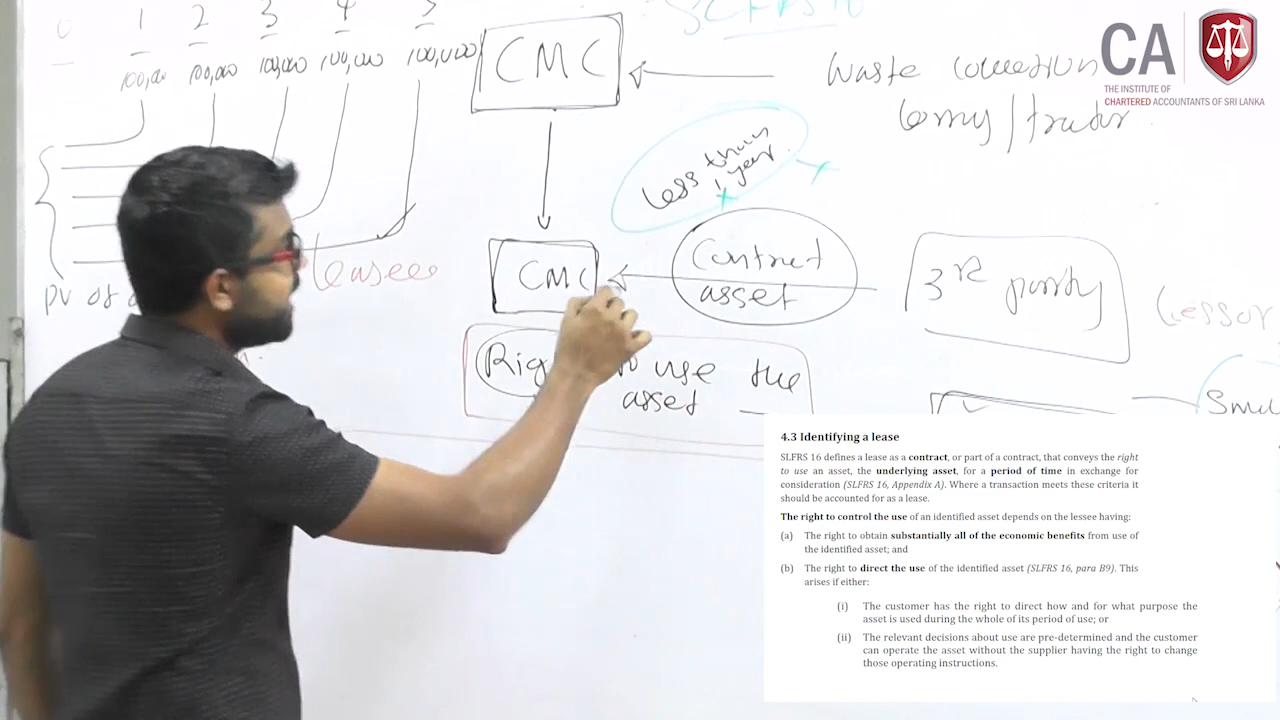 SLFRS 16
0 1 2 3 4 5
100,000 100,000 100,000 100,000 100,000
CMC
Waste collection
lorry / tractor
CA
THE INSTITUTE OF
CHARTERED ACCOUNTANTS OF SRI LANKA
less than
1 year.
CMC
Contract
asset
3rd party
Lessor
Leasee
PV of
Rig to use the
asset
4.3 Identifying a lease
SLFRS 16 defines a lease as a contract, or part of a contract, that conveys the right
to use an asset, the underlying asset, for a period of time in exchange for
consideration (SLFRS 16, Appendix A). Where a transaction meets these criteria it
should be accounted for as a lease.
The right to control the use of an identified asset depends on the lessee having:
(a) The right to obtain substantially all of the economic benefits from use of
the identified asset; and
(b) The right to direct the use of the identified asset (SLFRS 16, para B9). This
arises if either:
(i) The customer has the right to direct how and for what purpose the
asset is used during the whole of its period of use; or
(ii) The relevant decisions about use are pre-determined and the customer
can operate the asset without the supplier having the right to change
those operating instructions.